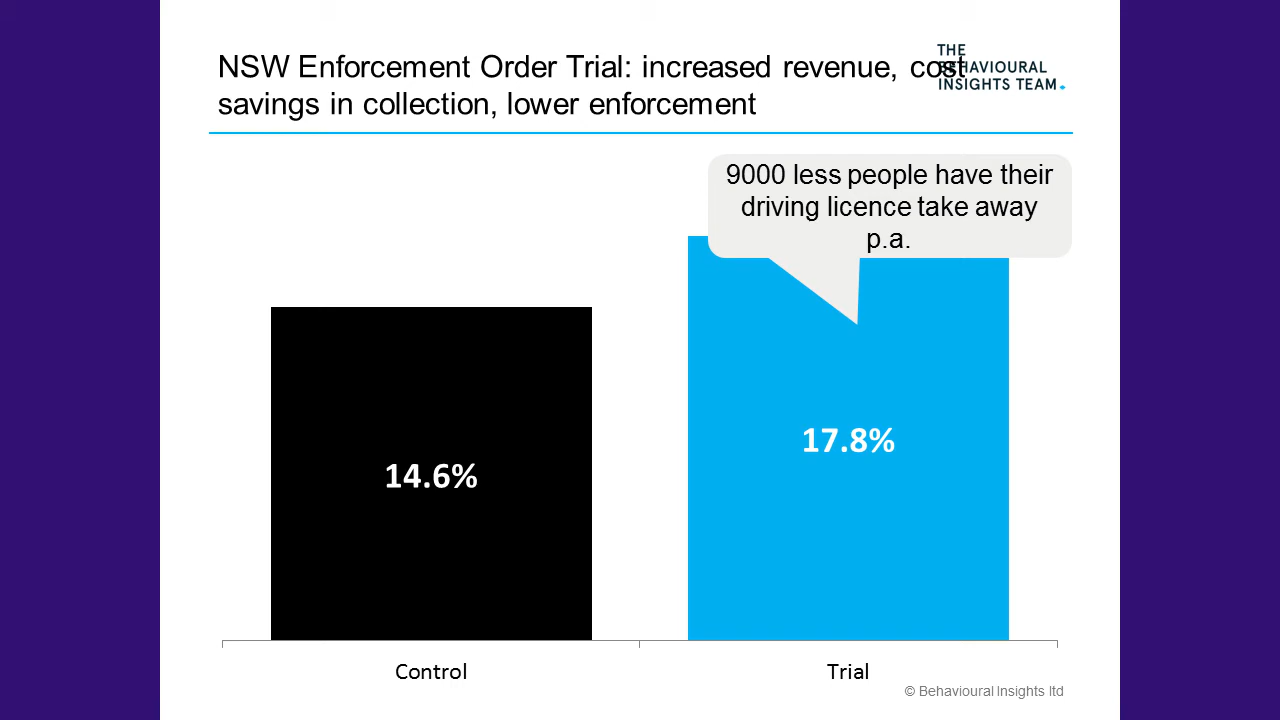 NSW Enforcement Order Trial: increased revenue, cost
savings in collection, lower enforcement
THE
BEHAVIOURAL
INSIGHTS TEAM.
9000 less people have their
driving licence take away
p.a.
17.8%
14.6%
Control
Trial
© Behavioural Insights ltd